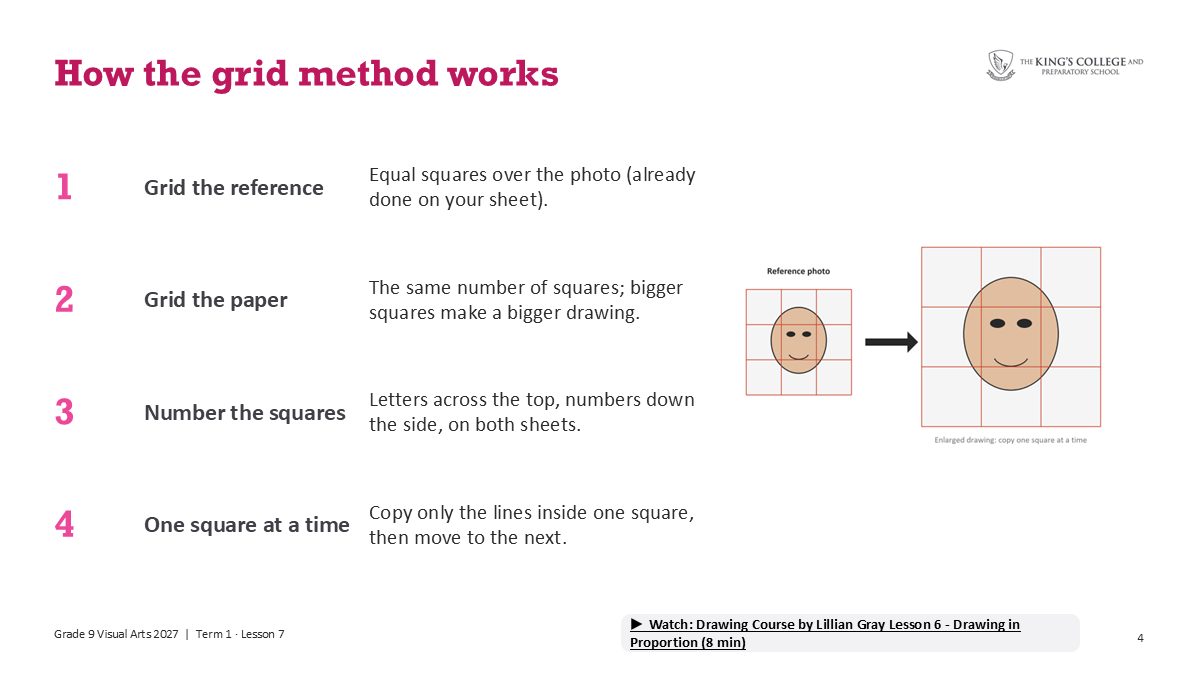 How the grid method works
THE KING'S COLLEGE AND
PREPARATORY SCHOOL
1
Grid the reference
Equal squares over the photo (already
done on your sheet).
2
Grid the paper
The same number of squares; bigger
squares make a bigger drawing.
3
Number the squares
Letters across the top, numbers down
the side, on both sheets.
4
One square at a time
Copy only the lines inside one square,
then move to the next.
Reference photo
Enlarged drawing: copy one square at a time
Grade 9 Visual Arts 2027 | Term 1 · Lesson 7
▶ Watch: Drawing Course by Lillian Gray Lesson 6 - Drawing in
Proportion (8 min)
4